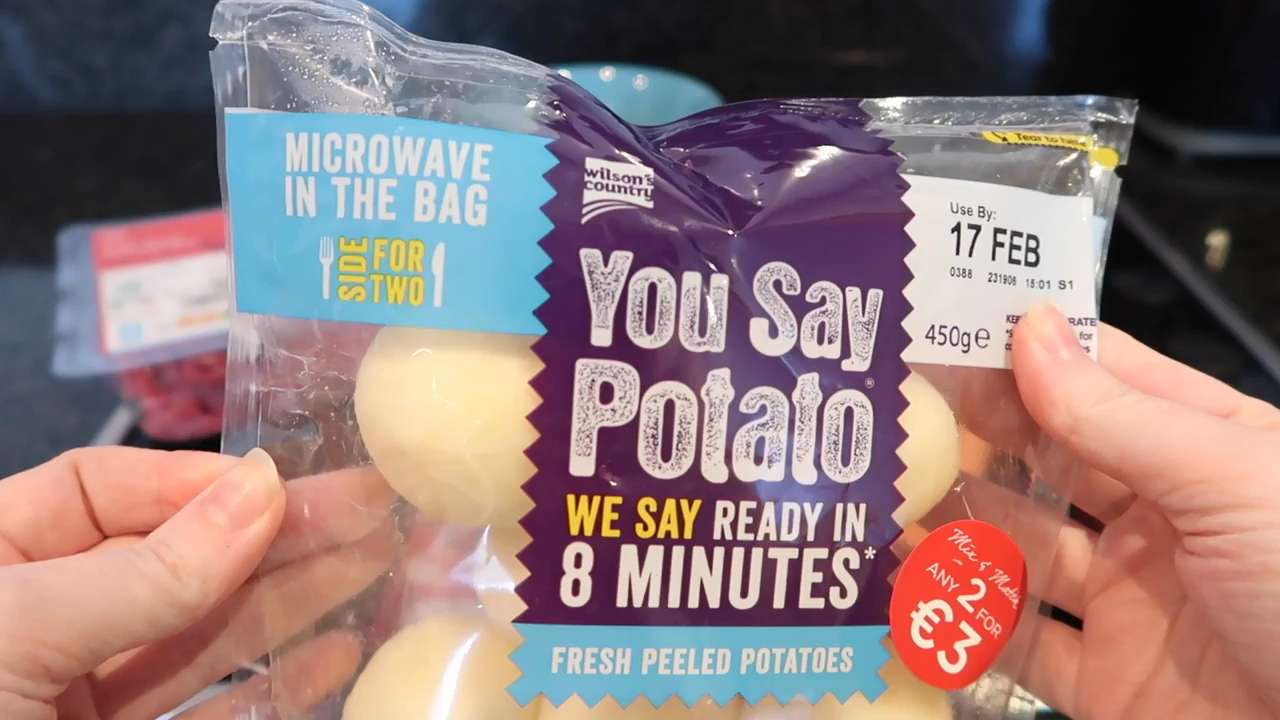 MICROWAVE
IN THE BAG
SIDE
FOR
TWO
wilson's
country
You Say
Potato®
WE SAY READY IN
8 MINUTES*
FRESH PEELED POTATOES
Tear to
Use By:
17 FEB
0388 231906 15:01 S1
450g℮
for
Mix & Match
ANY 2 FOR
€3